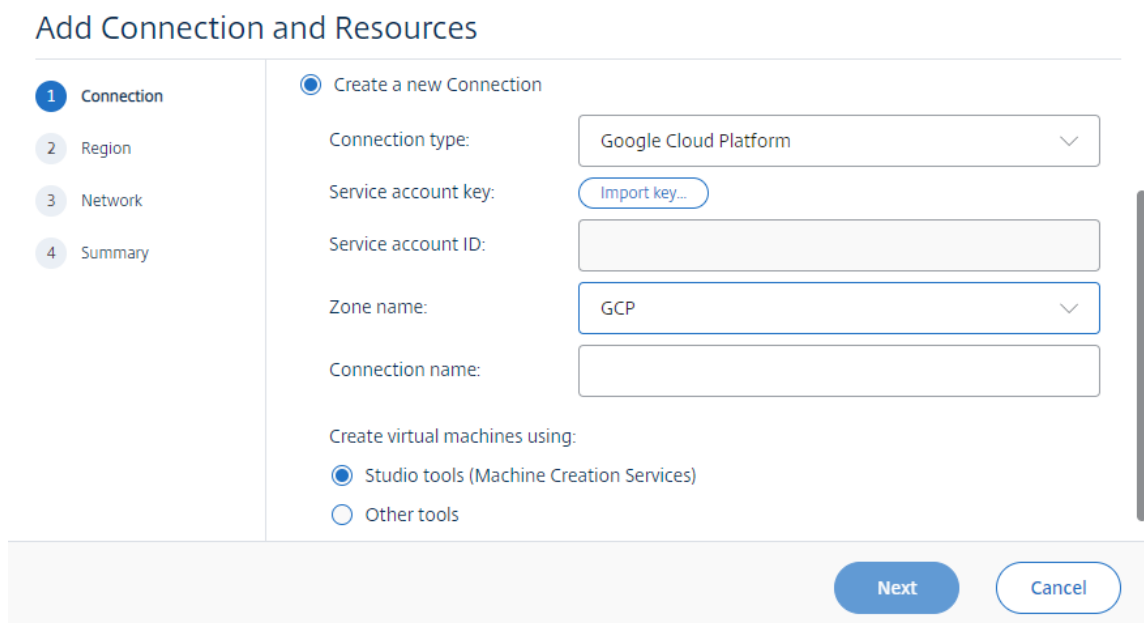 Add Connection and Resources
1 Connection
2 Region
3 Network
4 Summary
Create a new Connection
Connection type: Google Cloud Platform
Service account key: Import key...
Service account ID:
Zone name: GCP
Connection name:
Create virtual machines using:
Studio tools (Machine Creation Services)
Other tools
Next Cancel